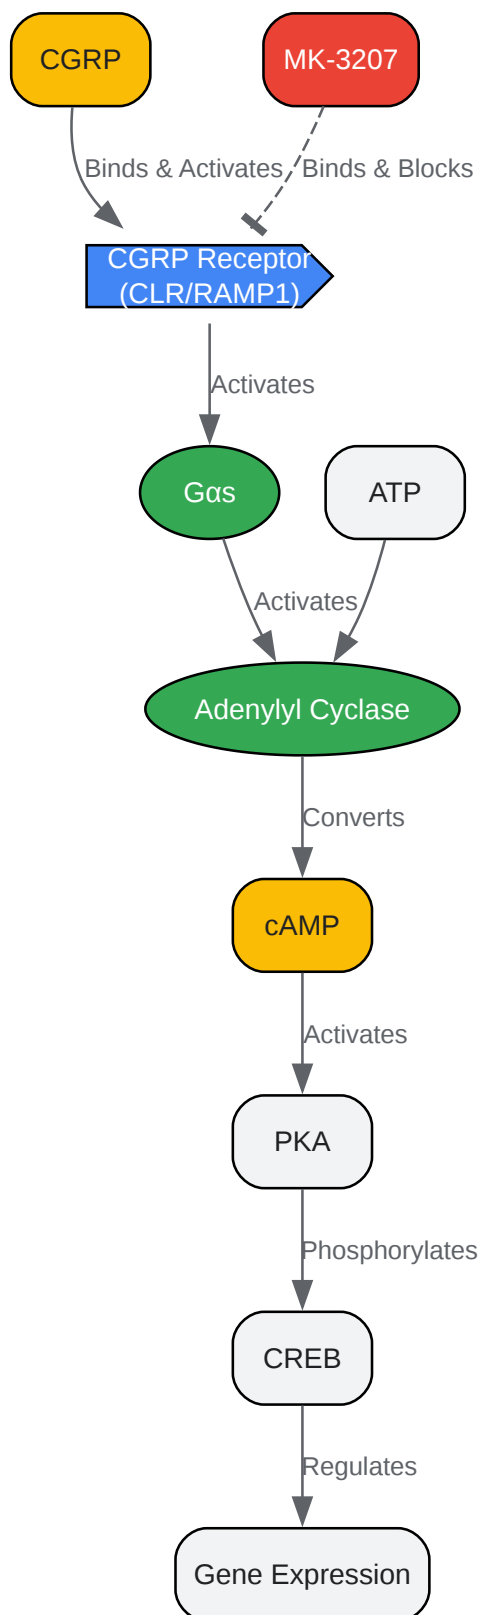 CGRP
MK-3207
Binds & Activates
Binds & Blocks
CGRP Receptor
(CLR/RAMP1)
Activates
Gαs
ATP
Activates
Adenylyl Cyclase
Converts
cAMP
Activates
PKA
Phosphorylates
CREB
Regulates
Gene Expression